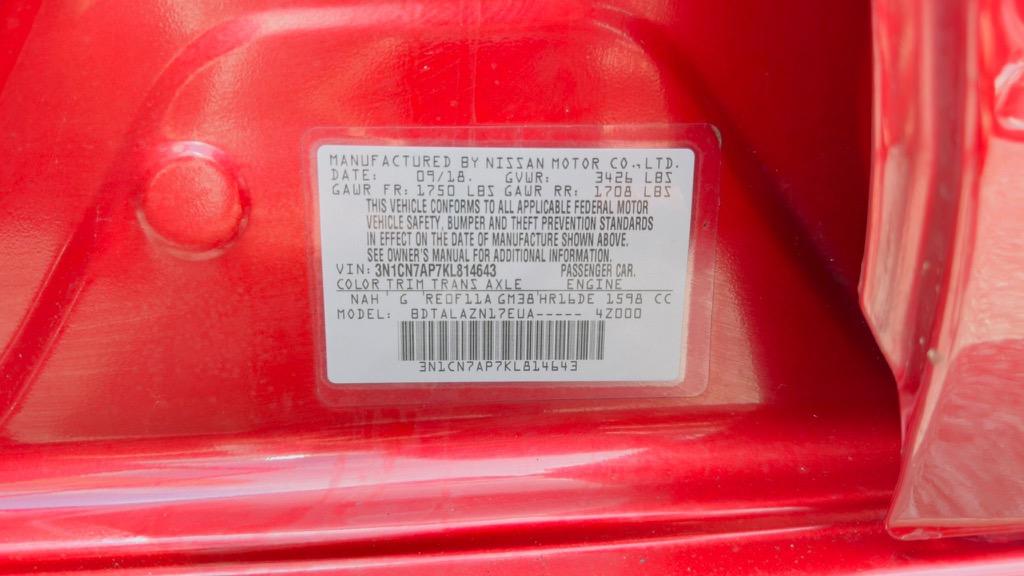 MANUFACTURED BY NISSAN MOTOR CO.,LTD.
DATE: 09/18. GVWR: 3426 LBS
GAWR FR: 1750 LBS GAWR RR: 1708 LBS
THIS VEHICLE CONFORMS TO ALL APPLICABLE FEDERAL MOTOR
VEHICLE SAFETY, BUMPER AND THEFT PREVENTION STANDARDS
IN EFFECT ON THE DATE OF MANUFACTURE SHOWN ABOVE.
SEE OWNER'S MANUAL FOR ADDITIONAL INFORMATION.
VIN: 3N1CN7AP7KL814643 PASSENGER CAR.
COLOR TRIM TRANS AXLE ENGINE
NAH ' G 'RE0F11A GM38'HR16DE 1598 CC
MODEL: BDTALAZN17EUA----- 4Z000
3N1CN7AP7KL814643